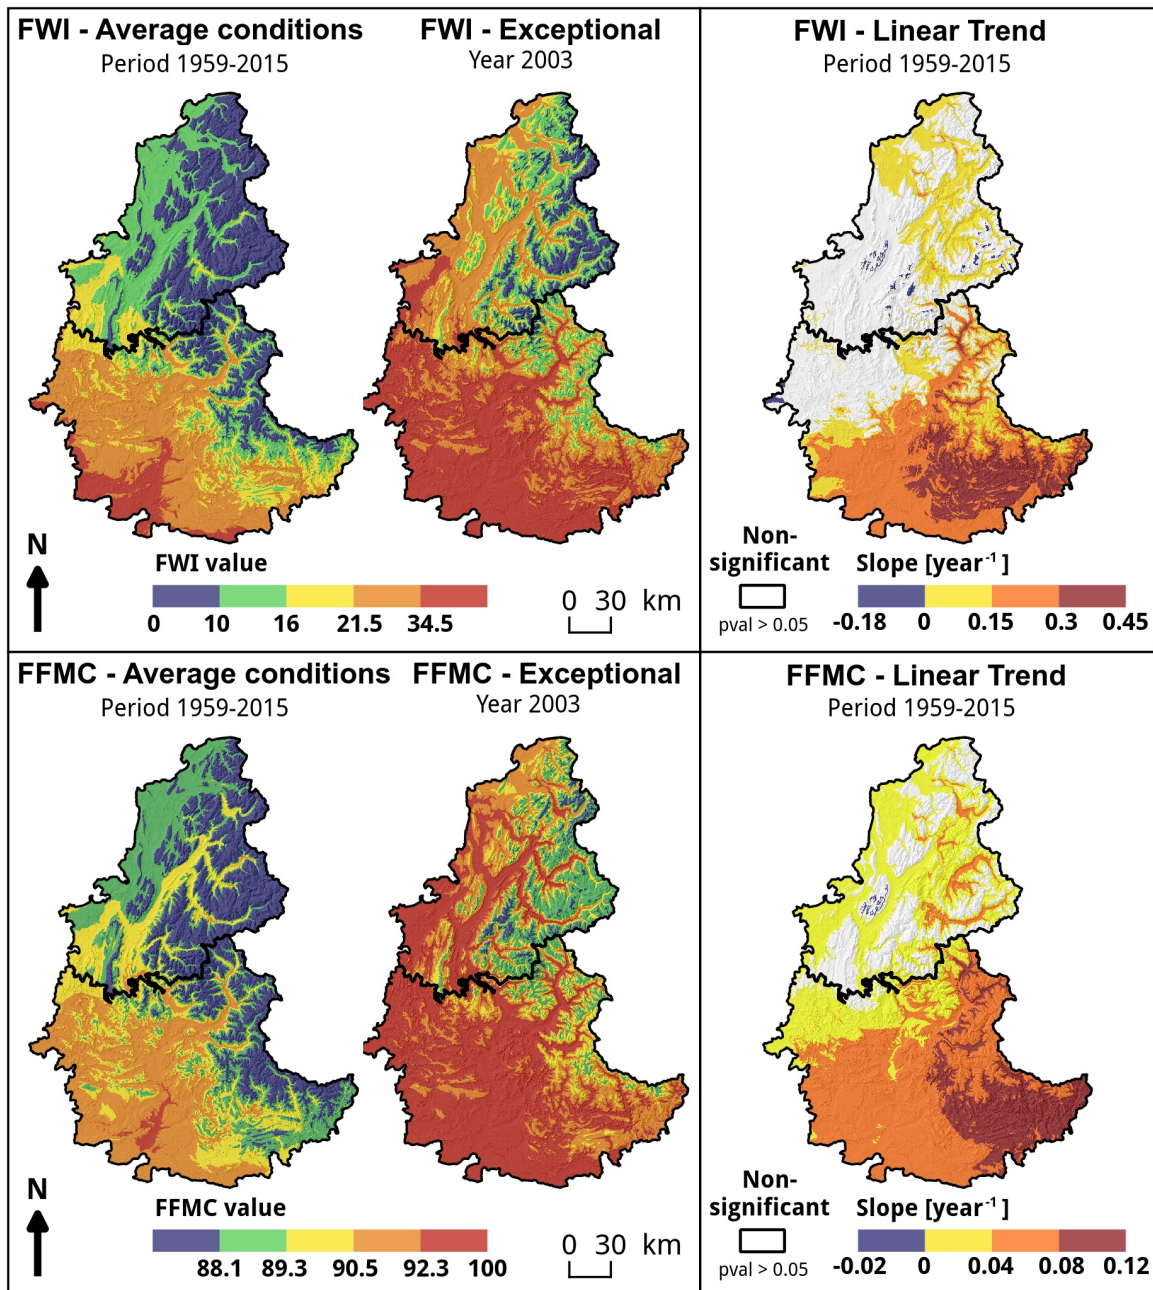 FWI - Average conditions
Period 1959-2015
FWI - Exceptional
Year 2003
FWI - Linear Trend
Period 1959-2015
N
FWI value
0 10 16 21.5 34.5
0 30 km
Non-
significant
pval > 0.05
Slope [year⁻¹]
-0.18 0 0.15 0.3 0.45
FFMC - Average conditions
Period 1959-2015
FFMC - Exceptional
Year 2003
FFMC - Linear Trend
Period 1959-2015
N
FFMC value
88.1 89.3 90.5 92.3 100
0 30 km
Non-
significant
pval > 0.05
Slope [year⁻¹]
-0.02 0 0.04 0.08 0.12